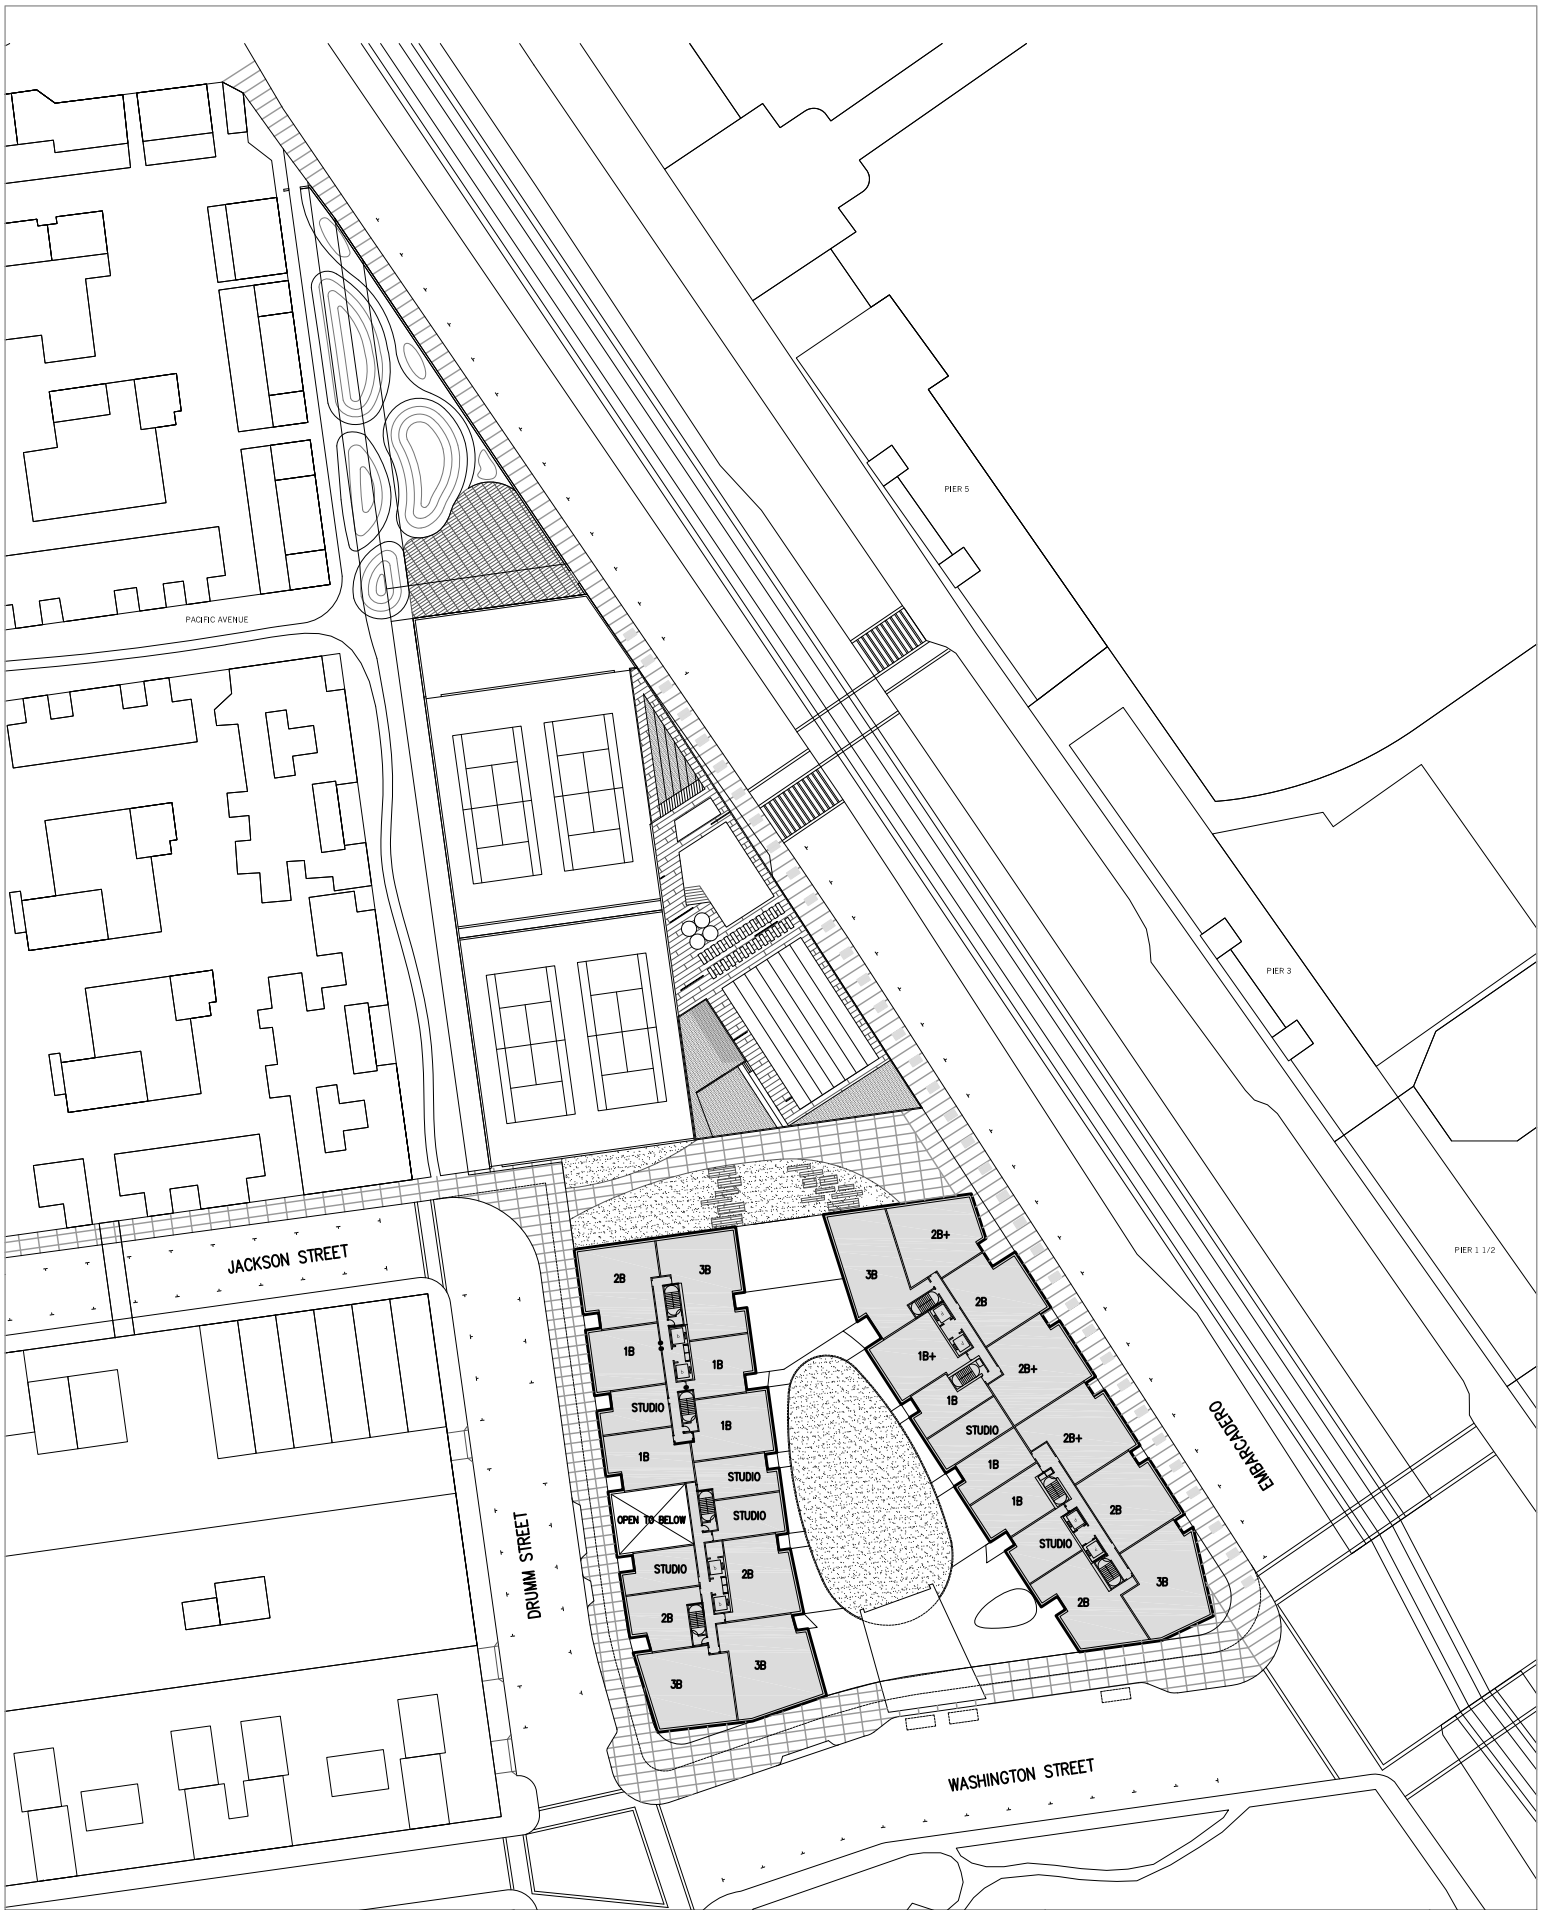 PIER 5
PACIFIC AVENUE
PIER 3
2B+
PIER 1 1/2
JACKSON STREET
3B
3B
2B
2B
1B
1B+
1B
2B+
1B
STUDIO
1B
STUDIO
2B+
EMBARCADERO
1B
1B
STUDIO
1B
2B
STUDIO
OPEN TO BELOW
STUDIO
DRUMM STREET
STUDIO
2B
3B
2B
2B
3B
3B
WASHINGTON STREET